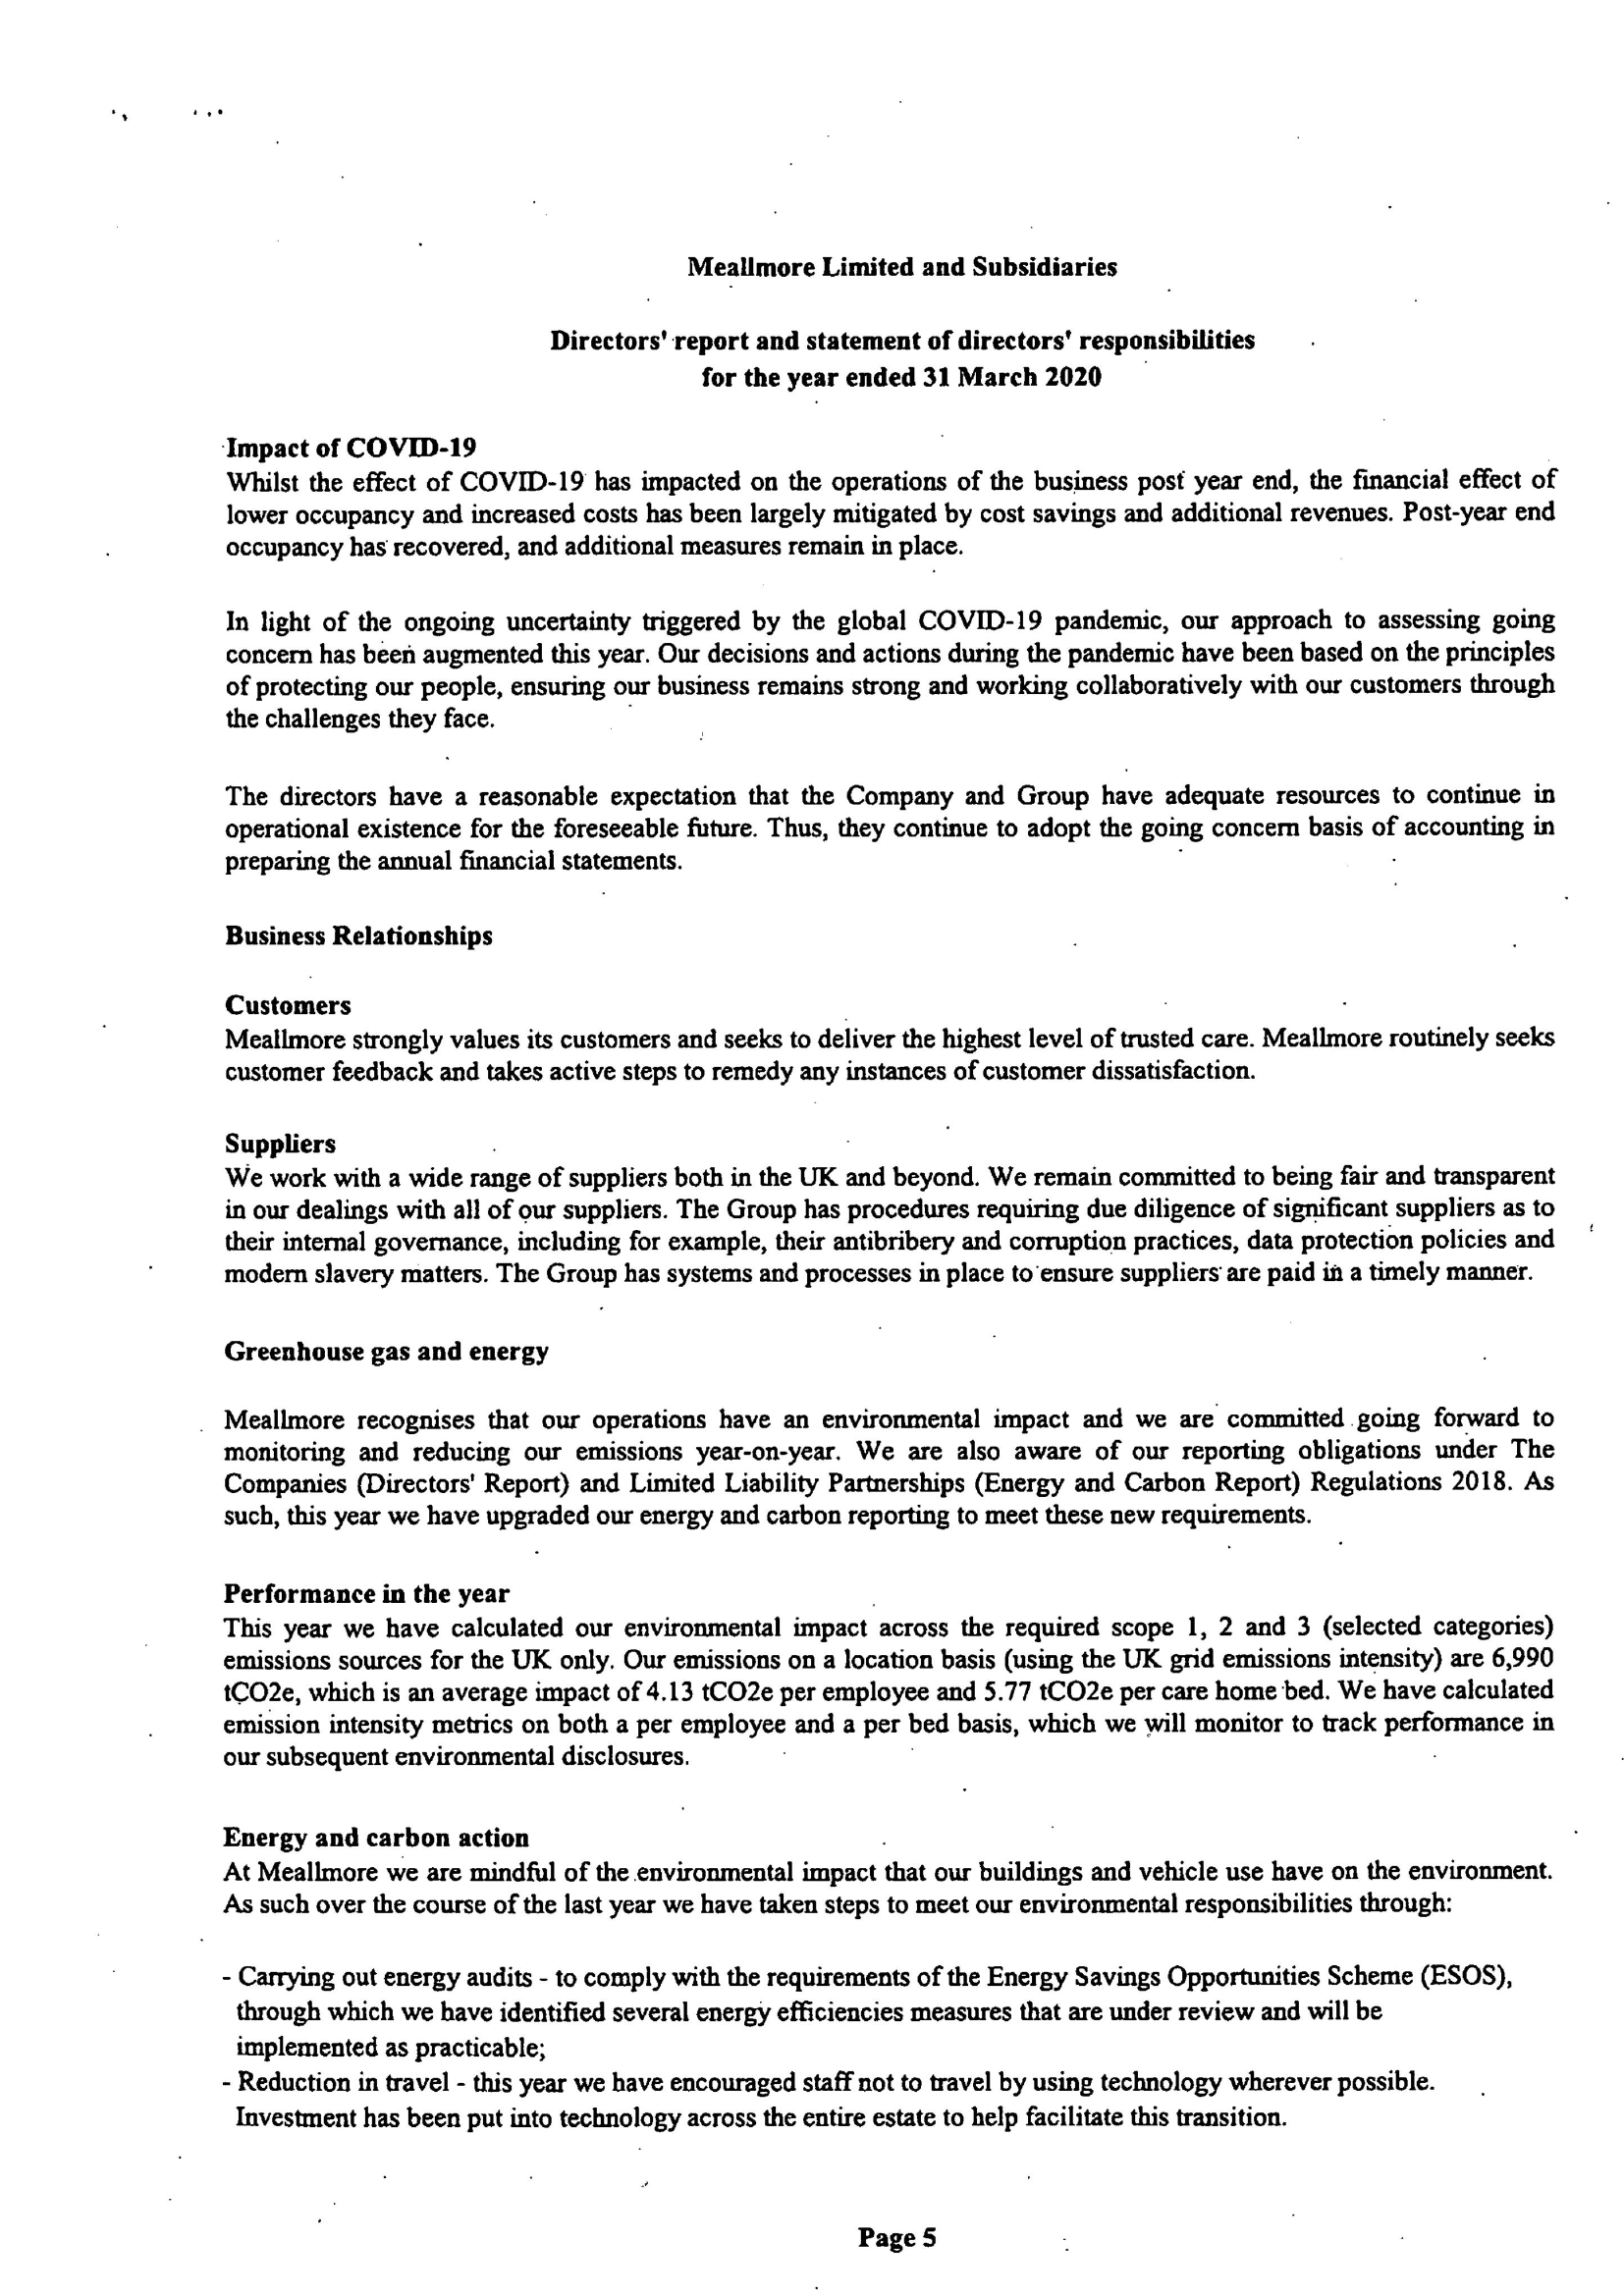 Meallmore Limited and Subsidiaries
Directors' report and statement of directors' responsibilities
for the year ended 31 March 2020
Impact of COVID-19
Whilst the effect of COVID-19 has impacted on the operations of the business post year end, the financial effect of
lower occupancy and increased costs has been largely mitigated by cost savings and additional revenues. Post-year end
occupancy has recovered, and additional measures remain in place.
In light of the ongoing uncertainty triggered by the global COVID-19 pandemic, our approach to assessing going
concern has been augmented this year. Our decisions and actions during the pandemic have been based on the principles
of protecting our people, ensuring our business remains strong and working collaboratively with our customers through
the challenges they face.
The directors have a reasonable expectation that the Company and Group have adequate resources to continue in
operational existence for the foreseeable future. Thus, they continue to adopt the going concern basis of accounting in
preparing the annual financial statements.
Business Relationships
Customers
Meallmore strongly values its customers and seeks to deliver the highest level of trusted care. Meallmore routinely seeks
customer feedback and takes active steps to remedy any instances of customer dissatisfaction.
Suppliers
We work with a wide range of suppliers both in the UK and beyond. We remain committed to being fair and transparent
in our dealings with all of our suppliers. The Group has procedures requiring due diligence of significant suppliers as to
their internal governance, including for example, their antibribery and corruption practices, data protection policies and
modern slavery matters. The Group has systems and processes in place to ensure suppliers are paid in a timely manner.
Greenhouse gas and energy
Meallmore recognises that our operations have an environmental impact and we are committed going forward to
monitoring and reducing our emissions year-on-year. We are also aware of our reporting obligations under The
Companies (Directors' Report) and Limited Liability Partnerships (Energy and Carbon Report) Regulations 2018. As
such, this year we have upgraded our energy and carbon reporting to meet these new requirements.
Performance in the year
This year we have calculated our environmental impact across the required scope 1, 2 and 3 (selected categories)
emissions sources for the UK only. Our emissions on a location basis (using the UK grid emissions intensity) are 6,990
tCO2e, which is an average impact of 4.13 tCO2e per employee and 5.77 tCO2e per care home bed. We have calculated
emission intensity metrics on both a per employee and a per bed basis, which we will monitor to track performance in
our subsequent environmental disclosures.
Energy and carbon action
At Meallmore we are mindful of the environmental impact that our buildings and vehicle use have on the environment.
As such over the course of the last year we have taken steps to meet our environmental responsibilities through:
- Carrying out energy audits - to comply with the requirements of the Energy Savings Opportunities Scheme (ESOS),
through which we have identified several energy efficiencies measures that are under review and will be
implemented as practicable;
- Reduction in travel - this year we have encouraged staff not to travel by using technology wherever possible.
Investment has been put into technology across the entire estate to help facilitate this transition.
Page 5